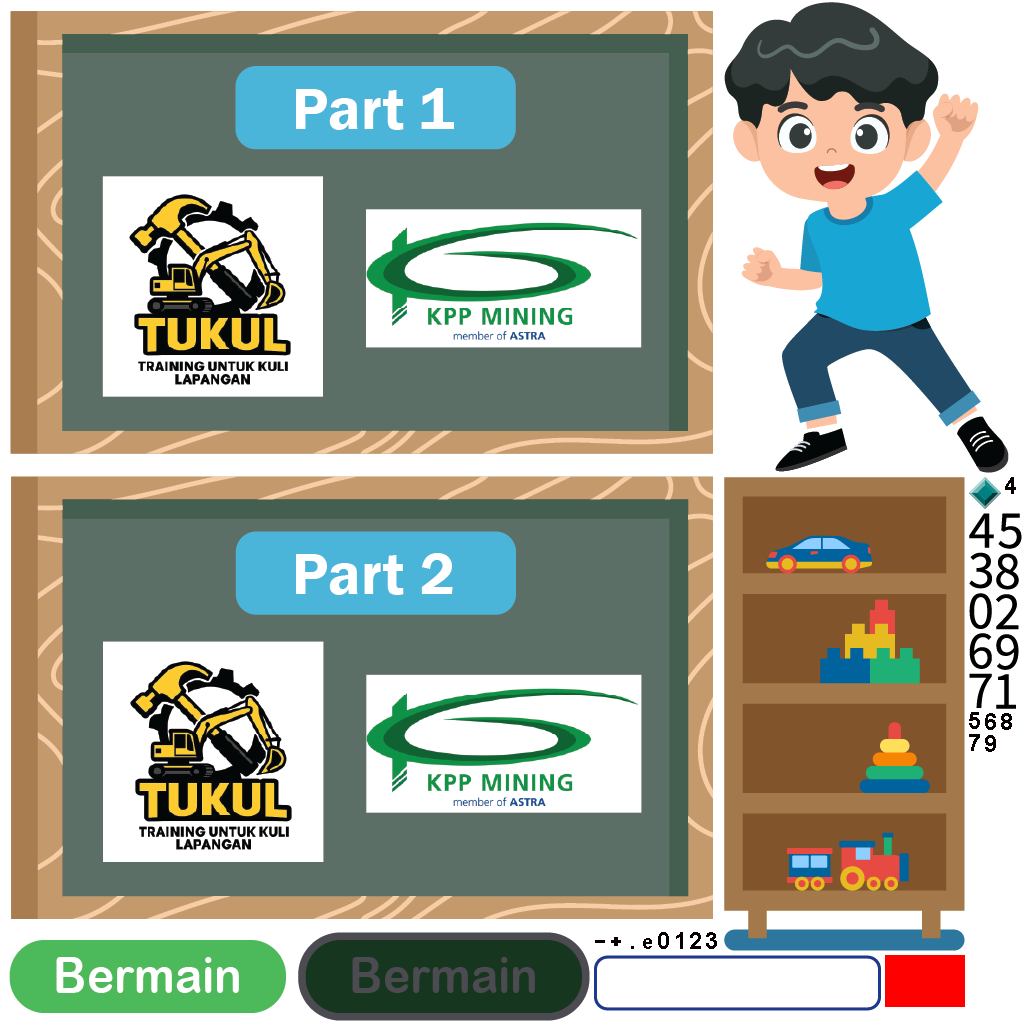 Part 1
TUKUL
TRAINING UNTUK KULI
LAPANGAN
KPP MINING
member of ASTRA
4
45
38
02
69
71
568
79
Part 2
TUKUL
TRAINING UNTUK KULI
LAPANGAN
KPP MINING
member of ASTRA
-+.e0123
Bermain
Bermain